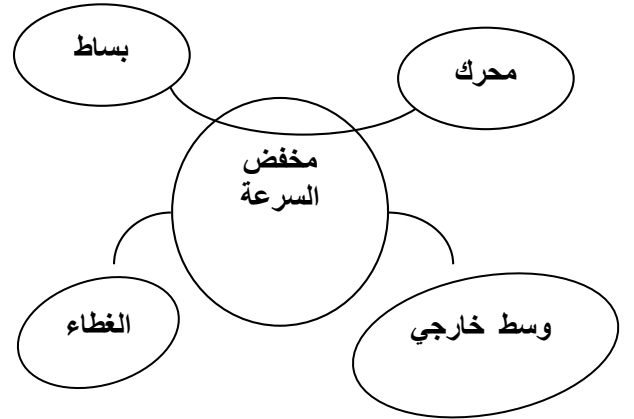 بساط
محرك
مخفض
السرعة
الغطاء
وسط خارجي